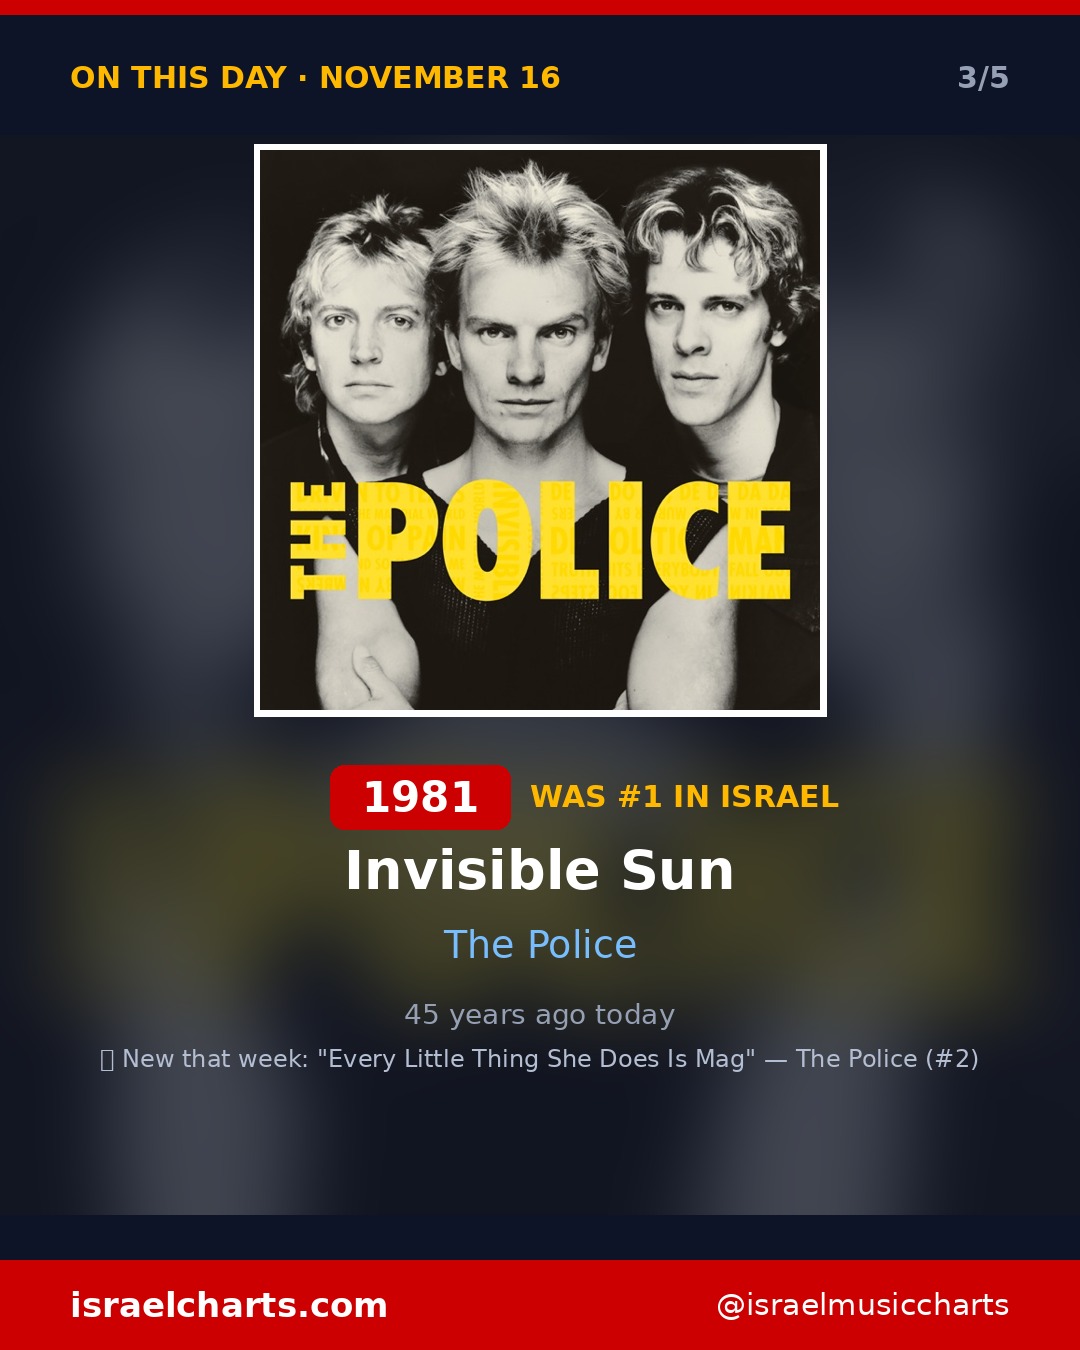 ON THIS DAY · NOVEMBER 16
3/5
THE POLICE
1981 WAS #1 IN ISRAEL
Invisible Sun
The Police
45 years ago today
New that week: "Every Little Thing She Does Is Mag" — The Police (#2)
israelcharts.com
@israelmusiccharts